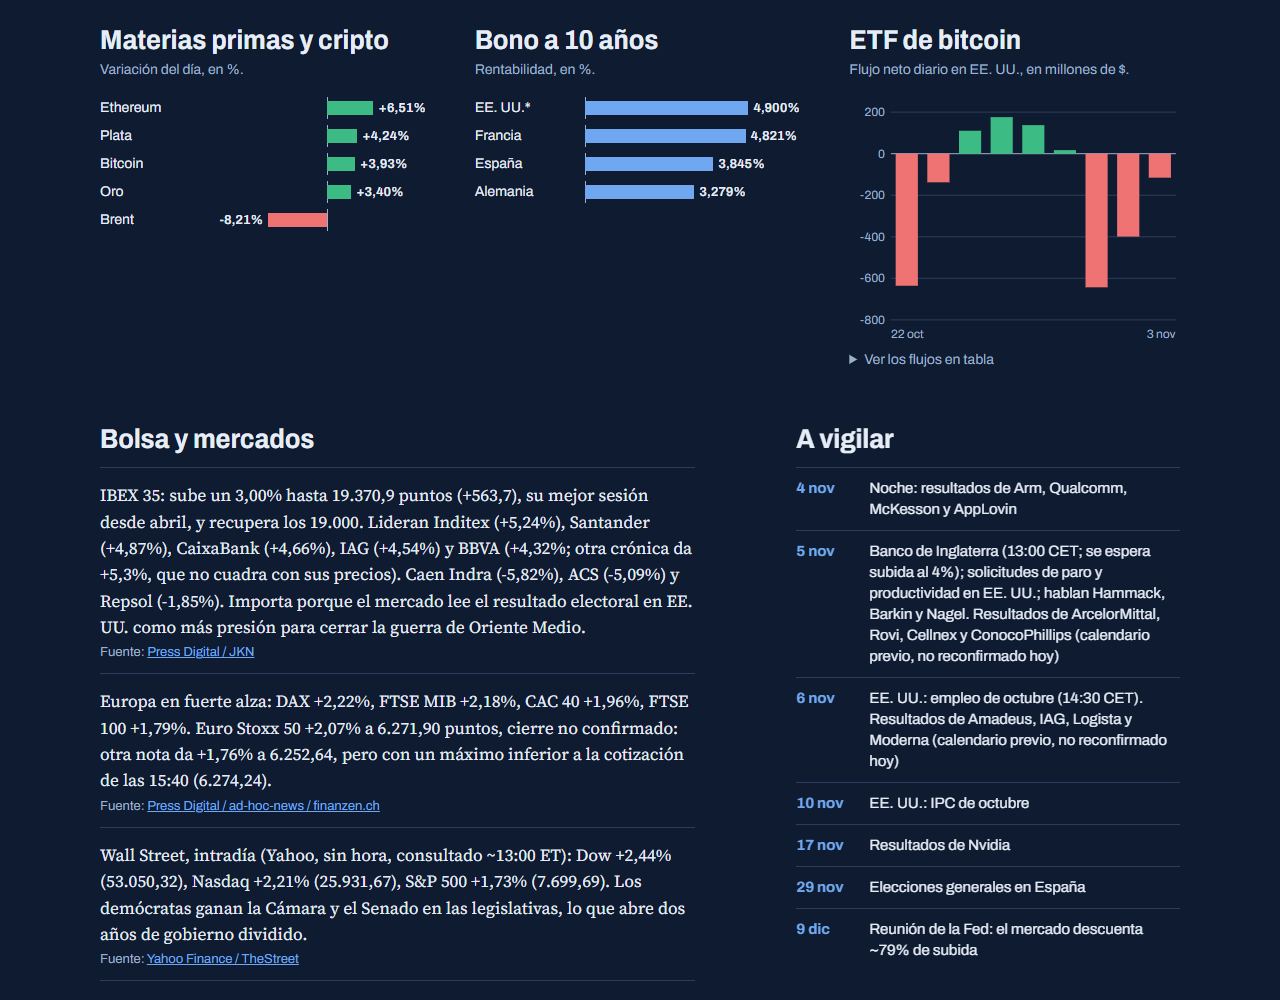 Materias primas y cripto
Variación del día, en %.
Ethereum +6,51%
Plata +4,24%
Bitcoin +3,93%
Oro +3,40%
Brent -8,21%
Bono a 10 años
Rentabilidad, en %.
EE. UU.* 4,900%
Francia 4,821%
España 3,845%
Alemania 3,279%
ETF de bitcoin
Flujo neto diario en EE. UU., en millones de $.
200
0
-200
-400
-600
-800
22 oct 3 nov
▶ Ver los flujos en tabla
Bolsa y mercados
IBEX 35: sube un 3,00% hasta 19.370,9 puntos (+563,7), su mejor sesión
desde abril, y recupera los 19.000. Lideran Inditex (+5,24%), Santander
(+4,87%), CaixaBank (+4,66%), IAG (+4,54%) y BBVA (+4,32%; otra crónica da
+5,3%, que no cuadra con sus precios). Caen Indra (-5,82%), ACS (-5,09%) y
Repsol (-1,85%). Importa porque el mercado lee el resultado electoral en EE.
UU. como más presión para cerrar la guerra de Oriente Medio.
Fuente: Press Digital / JKN
Europa en fuerte alza: DAX +2,22%, FTSE MIB +2,18%, CAC 40 +1,96%, FTSE
100 +1,79%. Euro Stoxx 50 +2,07% a 6.271,90 puntos, cierre no confirmado:
otra nota da +1,76% a 6.252,64, pero con un máximo inferior a la cotización
de las 15:40 (6.274,24).
Fuente: Press Digital / ad-hoc-news / finanzen.ch
Wall Street, intradía (Yahoo, sin hora, consultado ~13:00 ET): Dow +2,44%
(53.050,32), Nasdaq +2,21% (25.931,67), S&P 500 +1,73% (7.699,69). Los
demócratas ganan la Cámara y el Senado en las legislativas, lo que abre dos
años de gobierno dividido.
Fuente: Yahoo Finance / TheStreet
A vigilar
4 nov Noche: resultados de Arm, Qualcomm,
McKesson y AppLovin
5 nov Banco de Inglaterra (13:00 CET; se espera
subida al 4%); solicitudes de paro y
productividad en EE. UU.; hablan Hammack,
Barkin y Nagel. Resultados de ArcelorMittal,
Rovi, Cellnex y ConocoPhillips (calendario
previo, no reconfirmado hoy)
6 nov EE. UU.: empleo de octubre (14:30 CET).
Resultados de Amadeus, IAG, Logista y
Moderna (calendario previo, no reconfirmado
hoy)
10 nov EE. UU.: IPC de octubre
17 nov Resultados de Nvidia
29 nov Elecciones generales en España
9 dic Reunión de la Fed: el mercado descuenta
~79% de subida